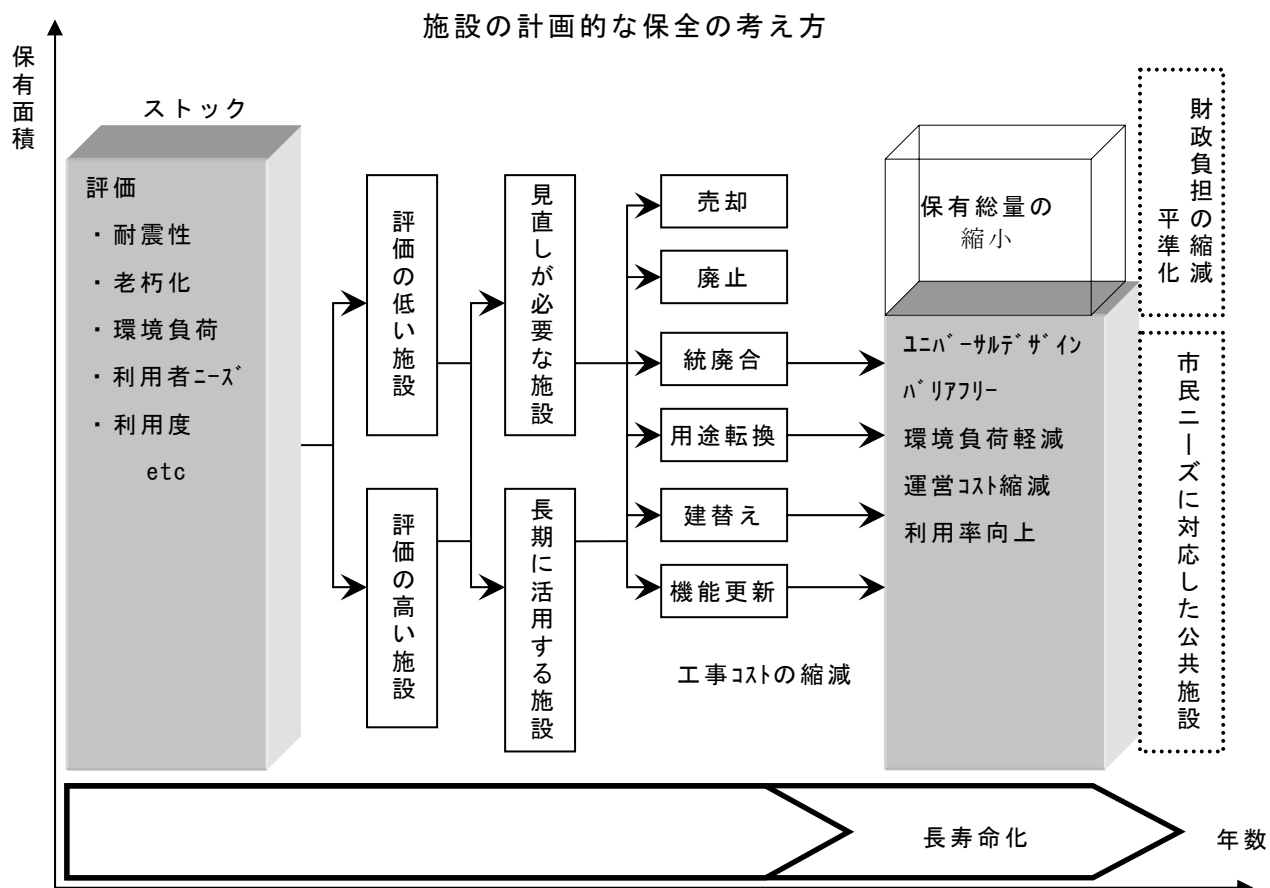 施設の計画的な保全の考え方
保有面積
ストック
評価
・耐震性
・老朽化
・環境負荷
・利用者ﾆｰｽﾞ
・利用度
etc
評価の低い施設
評価の高い施設
見直しが必要な施設
長期に活用する施設
売却
廃止
統廃合
用途転換
建替え
機能更新
工事ｺｽﾄの縮減
保有総量の
縮小
ﾕﾆﾊﾞｰｻﾙﾃﾞｻﾞｲﾝ
ﾊﾞﾘｱﾌﾘｰ
環境負荷軽減
運営ｺｽﾄ縮減
利用率向上
財政負担の縮減
平準化
市民ニーズに対応した公共施設
長寿命化
年数